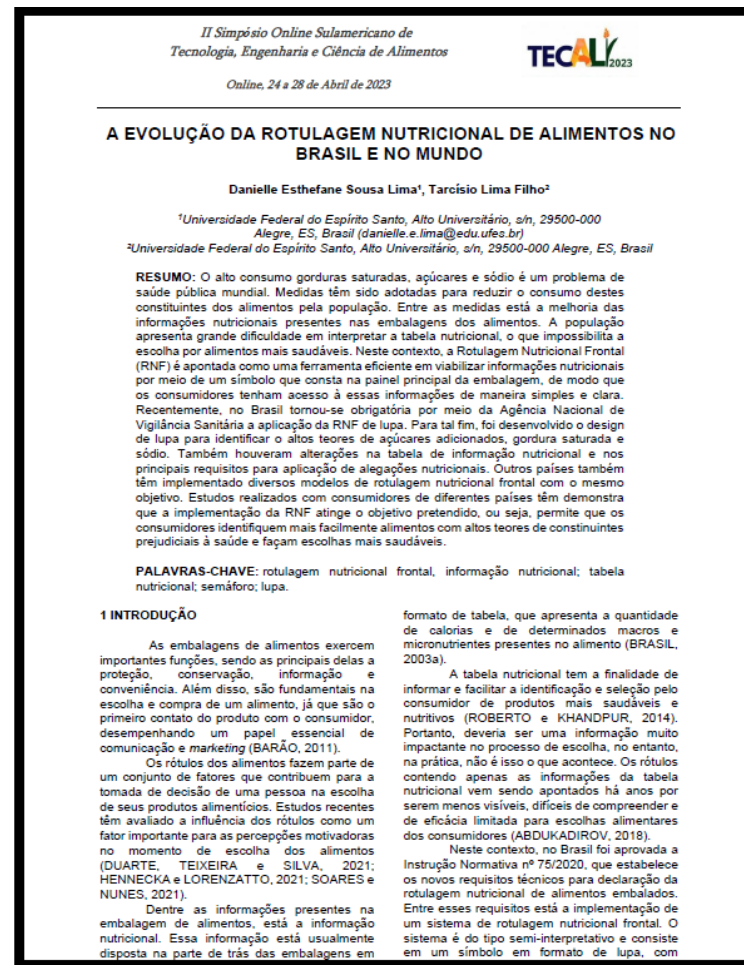 II Simpósio Online Sulamericano de
Tecnologia, Engenharia e Ciência de Alimentos
Online, 24 a 28 de Abril de 2023
TECALI 2023
A EVOLUÇÃO DA ROTULAGEM NUTRICIONAL DE ALIMENTOS NO
BRASIL E NO MUNDO
Danielle Esthefane Sousa Lima¹, Tarcísio Lima Filho²
¹Universidade Federal do Espírito Santo, Alto Universitário, s/n, 29500-000
Alegre, ES, Brasil (danielle.e.lima@edu.ufes.br)
²Universidade Federal do Espírito Santo, Alto Universitário, s/n, 29500-000 Alegre, ES, Brasil
RESUMO: O alto consumo gorduras saturadas, açúcares e sódio é um problema de
saúde pública mundial. Medidas têm sido adotadas para reduzir o consumo destes
constituintes dos alimentos pela população. Entre as medidas está a melhoria das
informações nutricionais presentes nas embalagens dos alimentos. A população
apresenta grande dificuldade em interpretar a tabela nutricional, o que impossibilita a
escolha por alimentos mais saudáveis. Neste contexto, a Rotulagem Nutricional Frontal
(RNF) é apontada como uma ferramenta eficiente em viabilizar informações nutricionais
por meio de um símbolo que consta na painel principal da embalagem, de modo que
os consumidores tenham acesso à essas informações de maneira simples e clara.
Recentemente, no Brasil tornou-se obrigatória por meio da Agência Nacional de
Vigilância Sanitária a aplicação da RNF de lupa. Para tal fim, foi desenvolvido o design
de lupa para identificar o altos teores de açúcares adicionados, gordura saturada e
sódio. Também houveram alterações na tabela de informação nutricional e nos
principais requisitos para aplicação de alegações nutricionais. Outros países também
têm implementado diversos modelos de rotulagem nutricional frontal com o mesmo
objetivo. Estudos realizados com consumidores de diferentes países têm demonstra
que a implementação da RNF atinge o objetivo pretendido, ou seja, permite que os
consumidores identifiquem mais facilmente alimentos com altos teores de constinuintes
prejudiciais à saúde e façam escolhas mais saudáveis.
PALAVRAS-CHAVE: rotulagem nutricional frontal, informação nutricional; tabela
nutricional; semáforo; lupa.
1 INTRODUÇÃO
As embalagens de alimentos exercem
importantes funções, sendo as principais delas a
proteção, conservação, informação e
conveniência. Além disso, são fundamentais na
escolha e compra de um alimento, já que são o
primeiro contato do produto com o consumidor,
desempenhando um papel essencial de
comunicação e marketing (BARÃO, 2011).
Os rótulos dos alimentos fazem parte de
um conjunto de fatores que contribuem para a
tomada de decisão de uma pessoa na escolha
de seus produtos alimentícios. Estudos recentes
têm avaliado a influência dos rótulos como um
fator importante para as percepções motivadoras
no momento de escolha dos alimentos
(DUARTE, TEIXEIRA e SILVA, 2021;
HENNECKA e LORENZATTO, 2021; SOARES e
NUNES, 2021).
Dentre as informações presentes na
embalagem de alimentos, está a informação
nutricional. Essa informação está usualmente
disposta na parte de trás das embalagens em
formato de tabela, que apresenta a quantidade
de calorias e de determinados macros e
micronutrientes presentes no alimento (BRASIL,
2003a).
A tabela nutricional tem a finalidade de
informar e facilitar a identificação e seleção pelo
consumidor de produtos mais saudáveis e
nutritivos (ROBERTO e KHANDPUR, 2014).
Portanto, deveria ser uma informação muito
impactante no processo de escolha, no entanto,
na prática, não é isso o que acontece. Os rótulos
contendo apenas as informações da tabela
nutricional vem sendo apontados há anos por
serem menos visíveis, difíceis de compreender e
de eficácia limitada para escolhas alimentares
dos consumidores (ABDUKADIROV, 2018).
Neste contexto, no Brasil foi aprovada a
Instrução Normativa nº 75/2020, que estabelece
os novos requisitos técnicos para declaração da
rotulagem nutricional de alimentos embalados.
Entre esses requisitos está a implementação de
um sistema de rotulagem nutricional frontal. O
sistema é do tipo semi-interpretativo e consiste
em um símbolo em formato de lupa, com